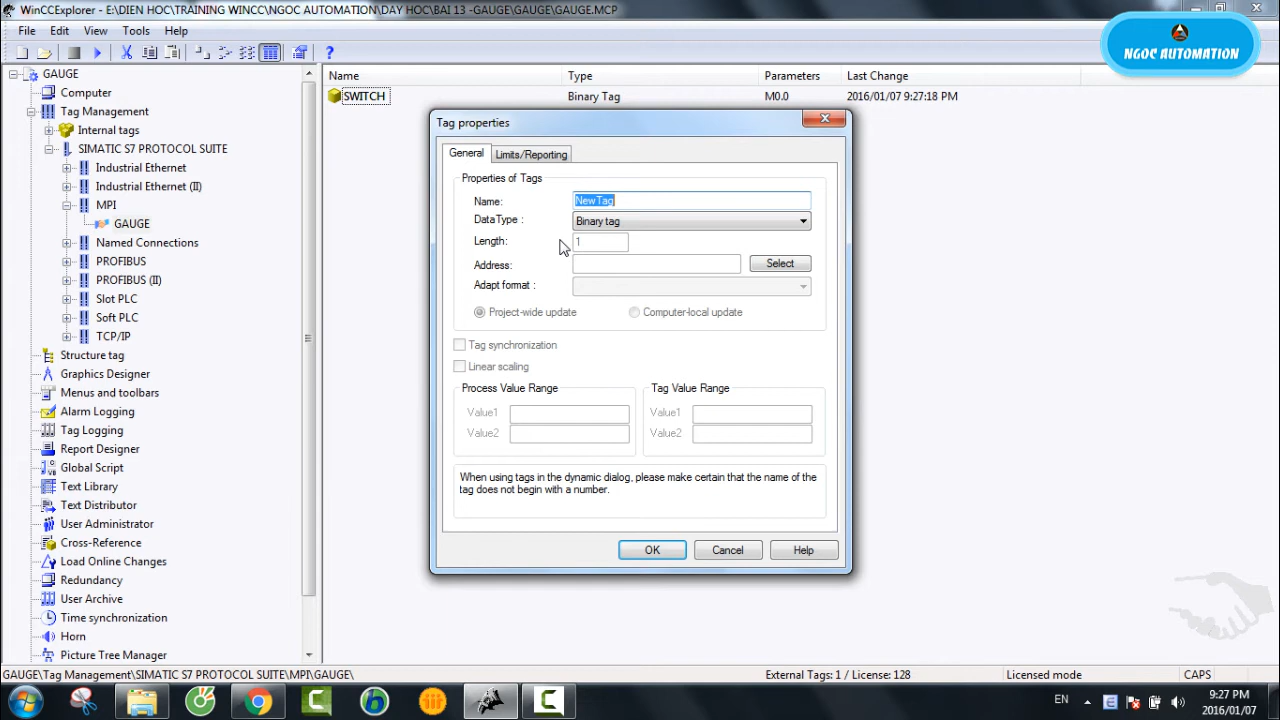 WinCCExplorer - E:\DIEN HOC\TRAINING WINCC\NGOC AUTOMATION\DAY HOC\BAI 13 -GAUGE\GAUGE\GAUGE.MCP
File Edit View Tools Help
NGOC AUTOMATION
Name Type Parameters Last Change
SWITCH Binary Tag M0.0 2016/01/07 9:27:18 PM
GAUGE
Computer
Tag Management
Internal tags
SIMATIC S7 PROTOCOL SUITE
Industrial Ethernet
Industrial Ethernet (II)
MPI
GAUGE
Named Connections
PROFIBUS
PROFIBUS (II)
Slot PLC
Soft PLC
TCP/IP
Structure tag
Graphics Designer
Menus and toolbars
Alarm Logging
Tag Logging
Report Designer
Global Script
Text Library
Text Distributor
User Administrator
Cross-Reference
Load Online Changes
Redundancy
User Archive
Time synchronization
Horn
Picture Tree Manager
Tag properties
General Limits/Reporting
Properties of Tags
Name: NewTag
DataType : Binary tag
Length: 1
Address: Select
Adapt format :
Project-wide update Computer-local update
Tag synchronization
Linear scaling
Process Value Range Tag Value Range
Value1 Value1
Value2 Value2
When using tags in the dynamic dialog, please make certain that the name of the
tag does not begin with a number.
OK Cancel Help
GAUGE\Tag Management\SIMATIC S7 PROTOCOL SUITE\MPI\GAUGE\ External Tags: 1 / License: 128 Licensed mode CAPS
EN 9:27 PM
2016/01/07